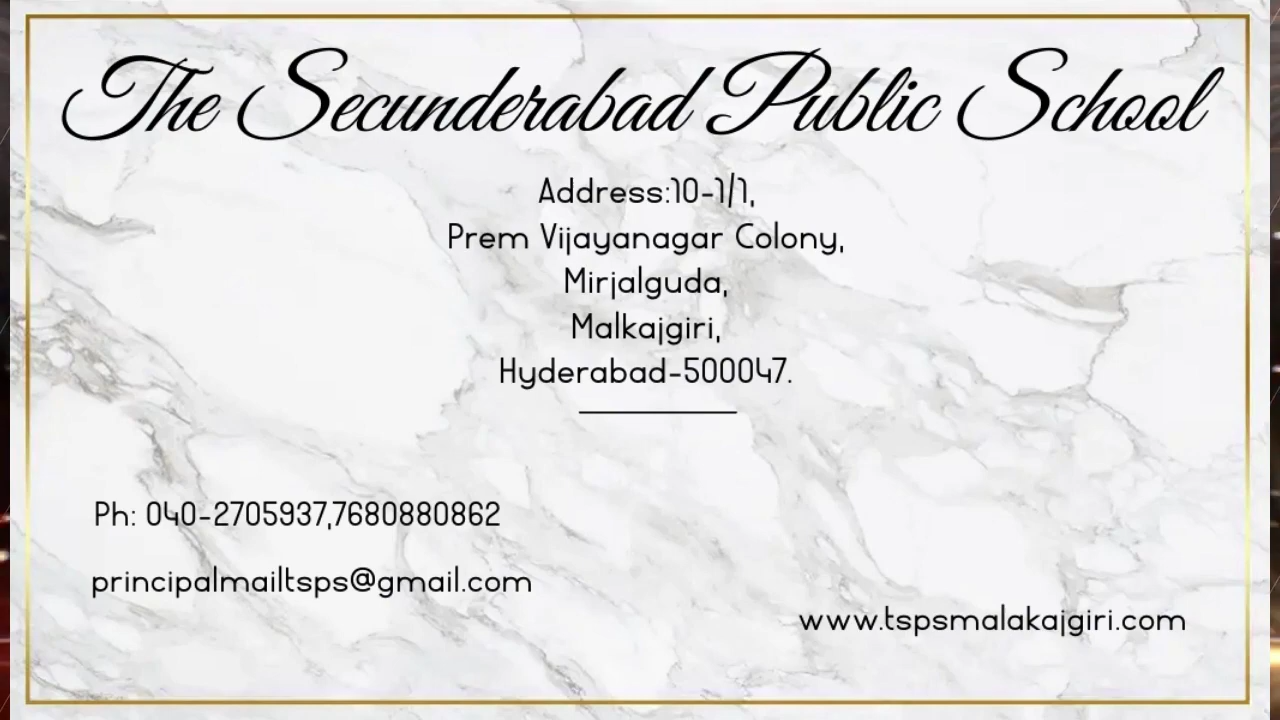 The Secunderabad Public School
Address:10-1/1,
Prem Vijayanagar Colony,
Mirjalguda,
Malkajgiri,
Hyderabad-500047.
Ph: 040-2705937,7680880862
principalmailtsps@gmail.com
www.tspsmalakajgiri.com